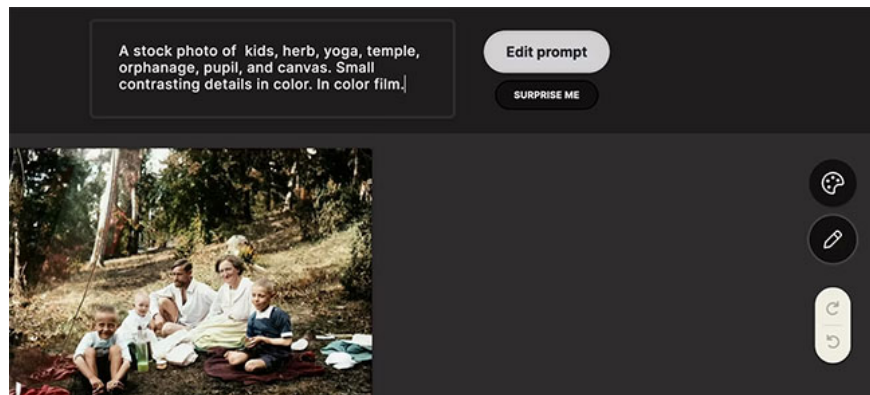 A stock photo of  kids, herb, yoga, temple,
orphanage, pupil, and canvas. Small
contrasting details in color. In color film.
Edit prompt
SURPRISE ME